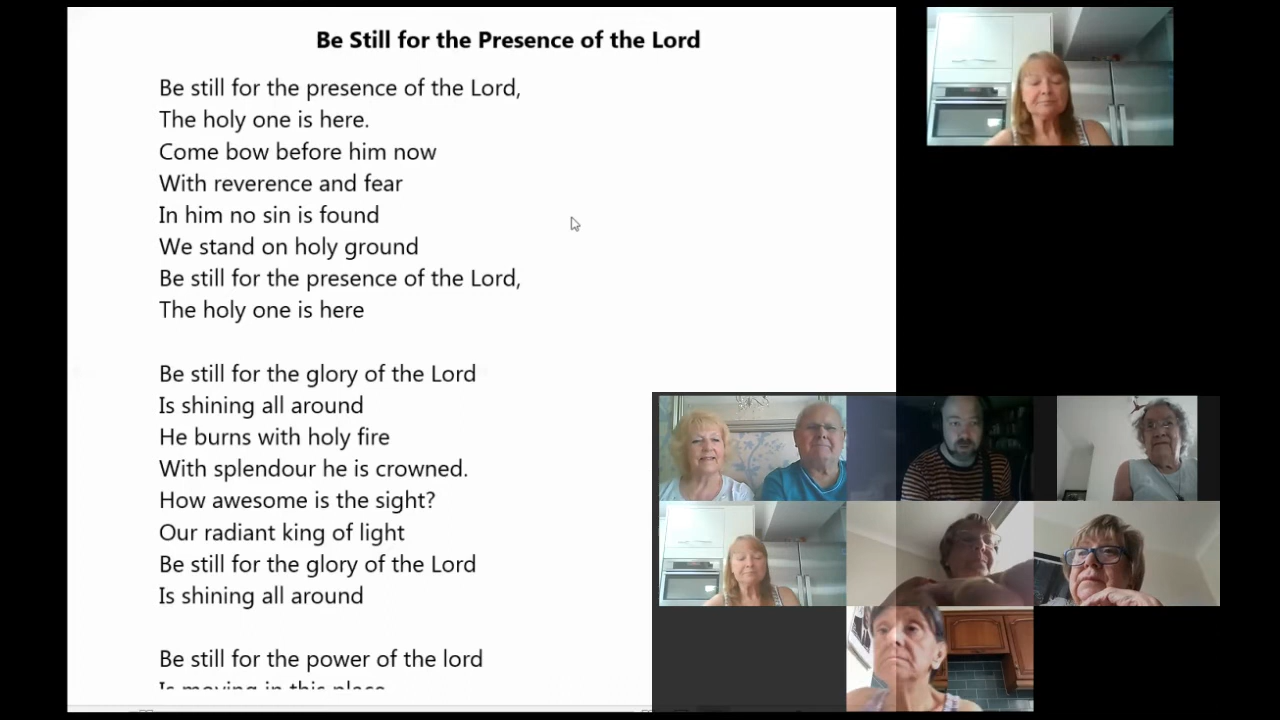 Be Still for the Presence of the Lord
Be still for the presence of the Lord,
The holy one is here.
Come bow before him now
With reverence and fear
In him no sin is found
We stand on holy ground
Be still for the presence of the Lord,
The holy one is here
Be still for the glory of the Lord
Is shining all around
He burns with holy fire
With splendour he is crowned.
How awesome is the sight?
Our radiant king of light
Be still for the glory of the Lord
Is shining all around
Be still for the power of the lord
Is moving in this place